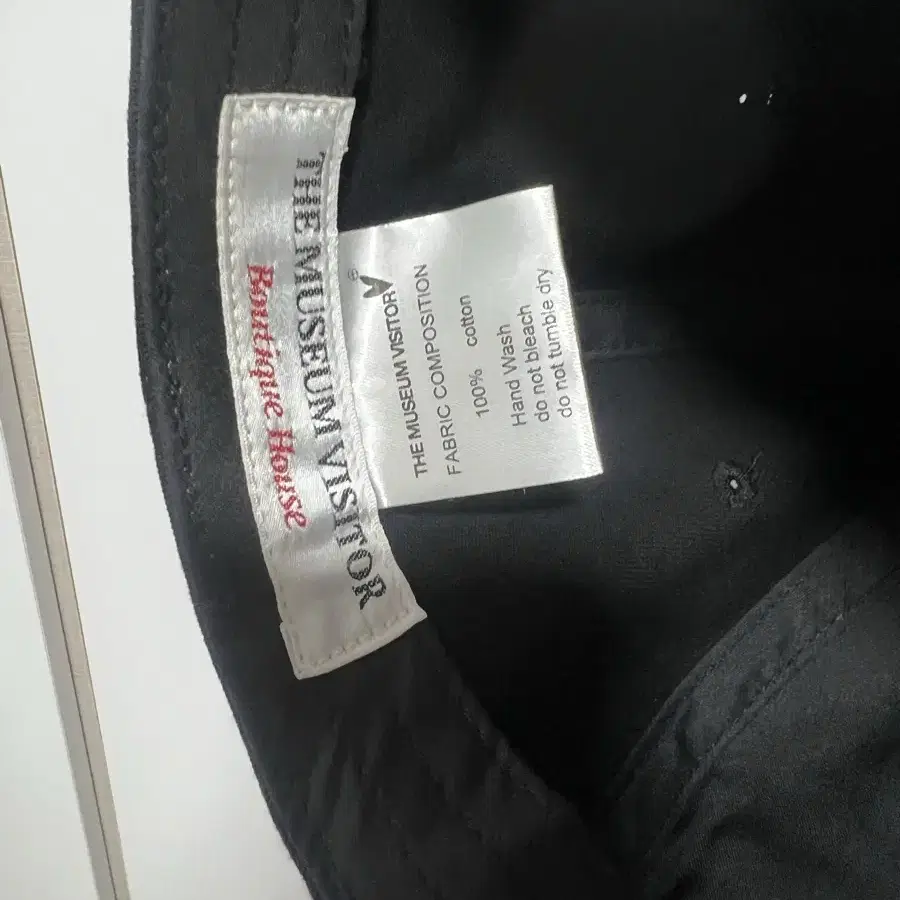 THE MUSEUM VISITOR
Boutique House
®
THE MUSEUM VISITOR
FABRIC COMPOSITION
100% cotton
Hand Wash
do not bleach
do not tumble dry